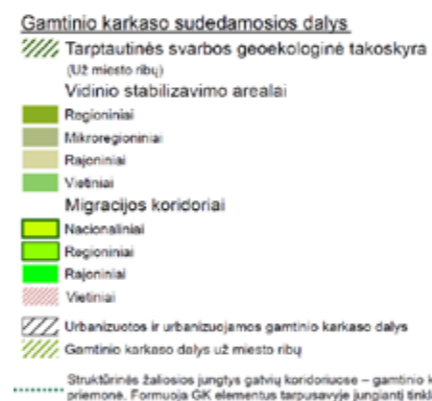 Gamtinio karkaso sudedamosios dalys
Tarptautinės svarbos geoekologinė takoskyra
(Už miesto ribų)
Vidinio stabilizavimo arealai
Regioniniai
Mikroregioniniai
Rajoniniai
Vietiniai
Migracijos koridoriai
Nacionaliniai
Regioniniai
Rajoniniai
Vietiniai
Urbanizuotos ir urbanizuojamos gamtinio karkaso dalys
Gamtinio karkaso dalys už miesto ribų
Struktūrinės žaliosios jungtys gatvių koridoriuose – gamtinio k
priemonė. Formuoja GK elementus tarpusavyje jungiantį tinkl